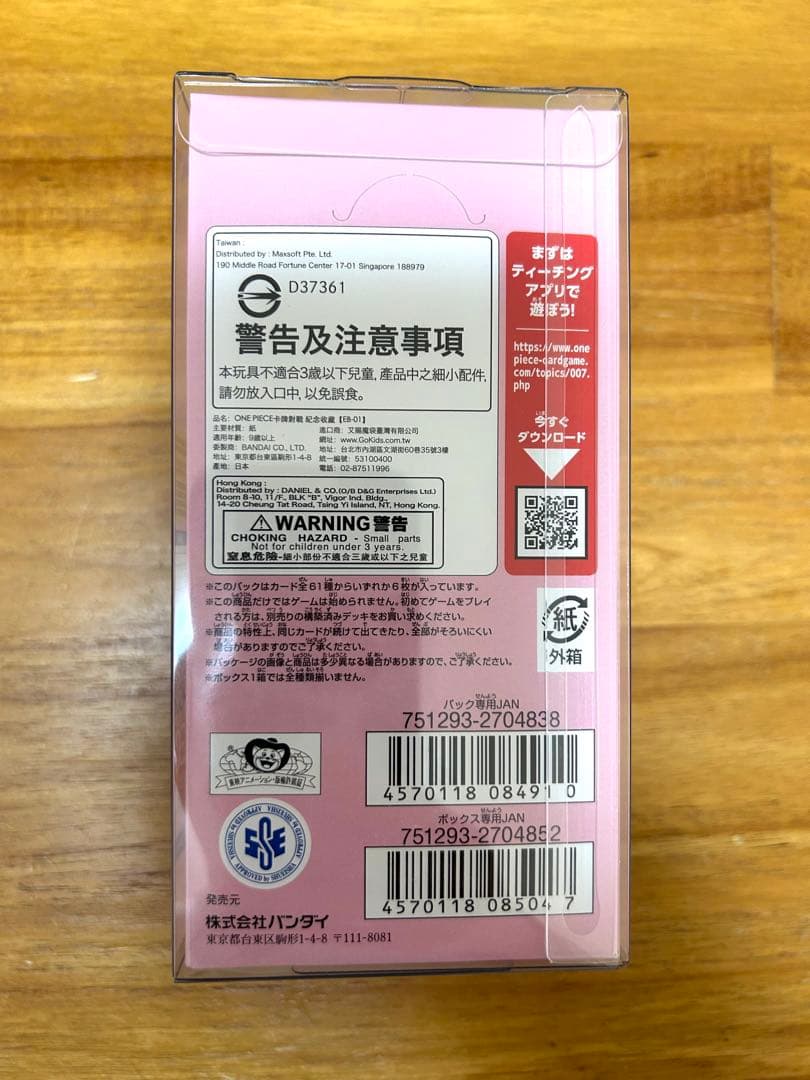 Taiwan :
Distributed by : Maxsoft Pte. Ltd.
190 Middle Road Fortune Center 17-01 Singapore 188979
D37361
警告及注意事項
本玩具不適合3歲以下兒童, 產品中之細小配件,
請勿放入口中, 以免誤食。
品名: ONE PIECE卡牌對戰 紀念收藏【EB-01】
主要材質: 紙
適用年齡: 9歲以上
委製商: BANDAI CO., LTD.
地址: 東京都台東區駒形1-4-8
產地: 日本
進口商: 艾賜魔袋臺灣有限公司
網址: www.GoKids.com.tw
地址: 台北市內湖區文湖街60巷35號3樓
統一編號: 53100400
電話: 02-87511996
Hong Kong :
Distributed by : DANIEL & CO.(O/B D&G Enterprises Ltd.)
Room 8-10, 11/F., BLK "B", Vigor Ind. Bldg.,
14-20 Cheung Tat Road, Tsing Yi Island, NT, Hong Kong.
WARNING 警告
CHOKING HAZARD - Small parts
Not for children under 3 years.
窒息危險-細小部份不適合三歲或以下之兒童
まずは
ティーチング
アプリで
遊ぼう!
https://www.one
piece-cardgame.
com/topics/007.
php
今すぐ
ダウンロード
※このパックはカード全61種からいずれか6枚が入っています。
※この商品だけではゲームは始められません。初めてゲームをプレイ
される方は、別売りの構築済みデッキをお買い求めください。
※商品の特性上、同じカードが続けて出てきたり、全部がそろいにくい
場合がありますのでご了承ください。
※パッケージの画像と商品は多少異なる場合がありますので、ご了承ください。
※ボックス1箱では全種類揃いません。
紙
外箱
パック専用JAN
751293-2704838
4570118 08491 0
ボックス専用JAN
751293-2704852
4570118 08504 7
東映アニメーション・版権許諾証
APPROVED by SHUEISHA
発売元
株式会社バンダイ
東京都台東区駒形1-4-8 〒111-8081